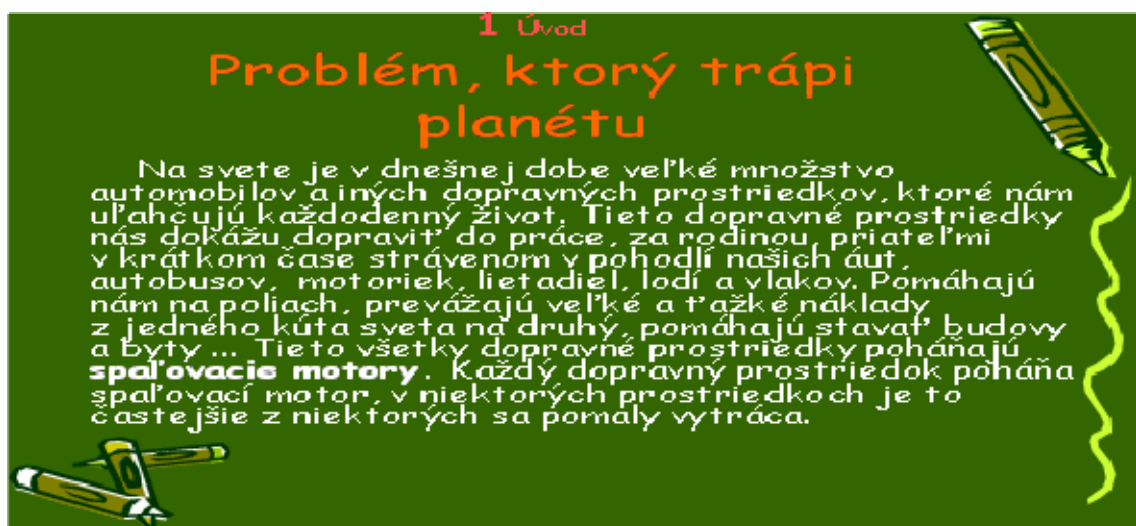 1 Úvod
Problém, ktorý trápi
planétu
Na svete je v dnešnej dobe veľké množstvo
automobilov a iných dopravných prostriedkov, ktoré nám
uľahčujú každodenný život. Tieto dopravné prostriedky
nás dokážu dopraviť do práce, za rodinou, priateľmi
v krátkom čase strávenom v pohodlí našich áut,
autobusov, motoriek, lietadiel, lodí a vlakov. Pomáhajú
nám na poliach, prevážajú veľké a ťažké náklady
z jedného kúta sveta na druhý, pomáhajú stavať budovy
a byty ... Tieto všetky dopravné prostriedky poháňajú
spaľovacie motory. Každý dopravný prostriedok poháňa
spaľovací motor, v niektorých prostriedkoch je to
častejšie z niektorých sa pomaly vytráca.